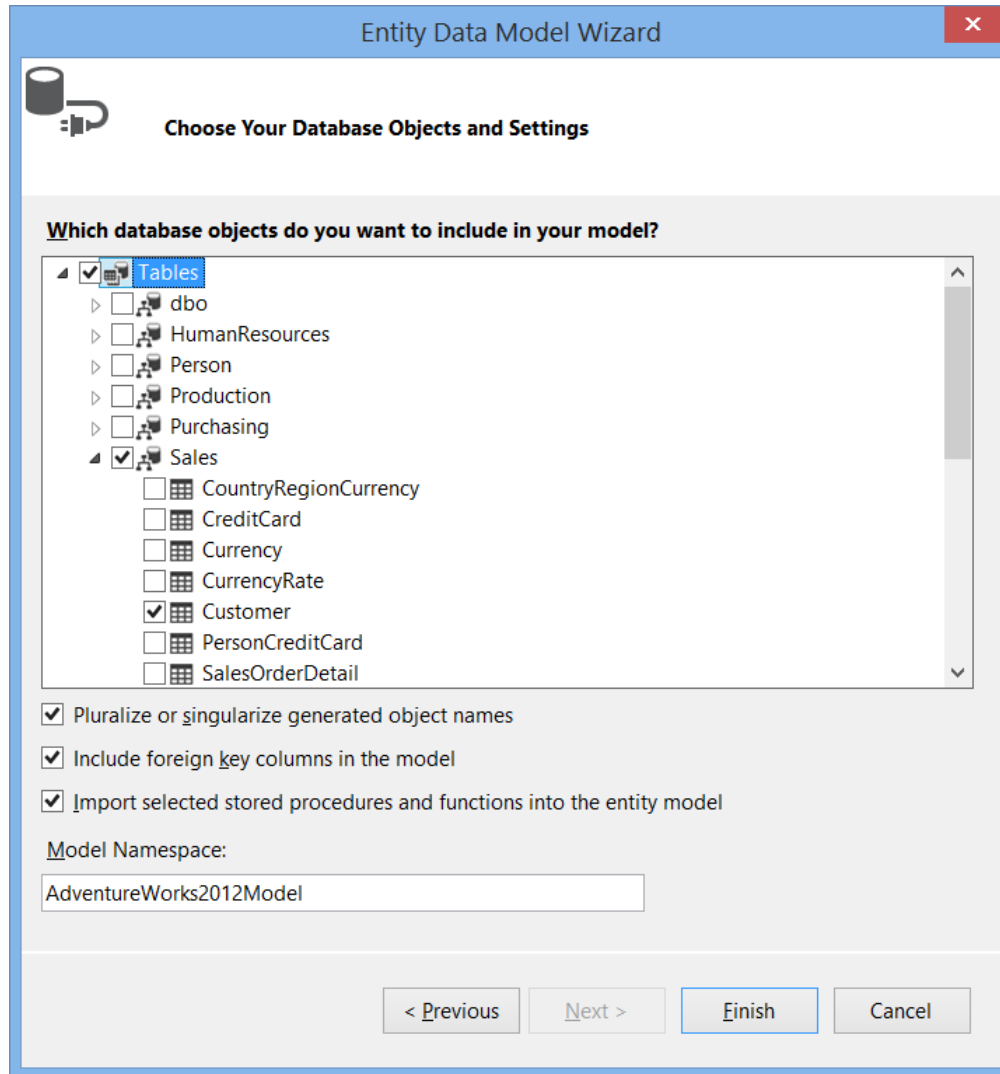 Entity Data Model Wizard
Choose Your Database Objects and Settings
Which database objects do you want to include in your model?
Tables
dbo
HumanResources
Person
Production
Purchasing
Sales
CountryRegionCurrency
CreditCard
Currency
CurrencyRate
Customer
PersonCreditCard
SalesOrderDetail
Pluralize or singularize generated object names
Include foreign key columns in the model
Import selected stored procedures and functions into the entity model
Model Namespace:
AdventureWorks2012Model
< Previous Next > Finish Cancel